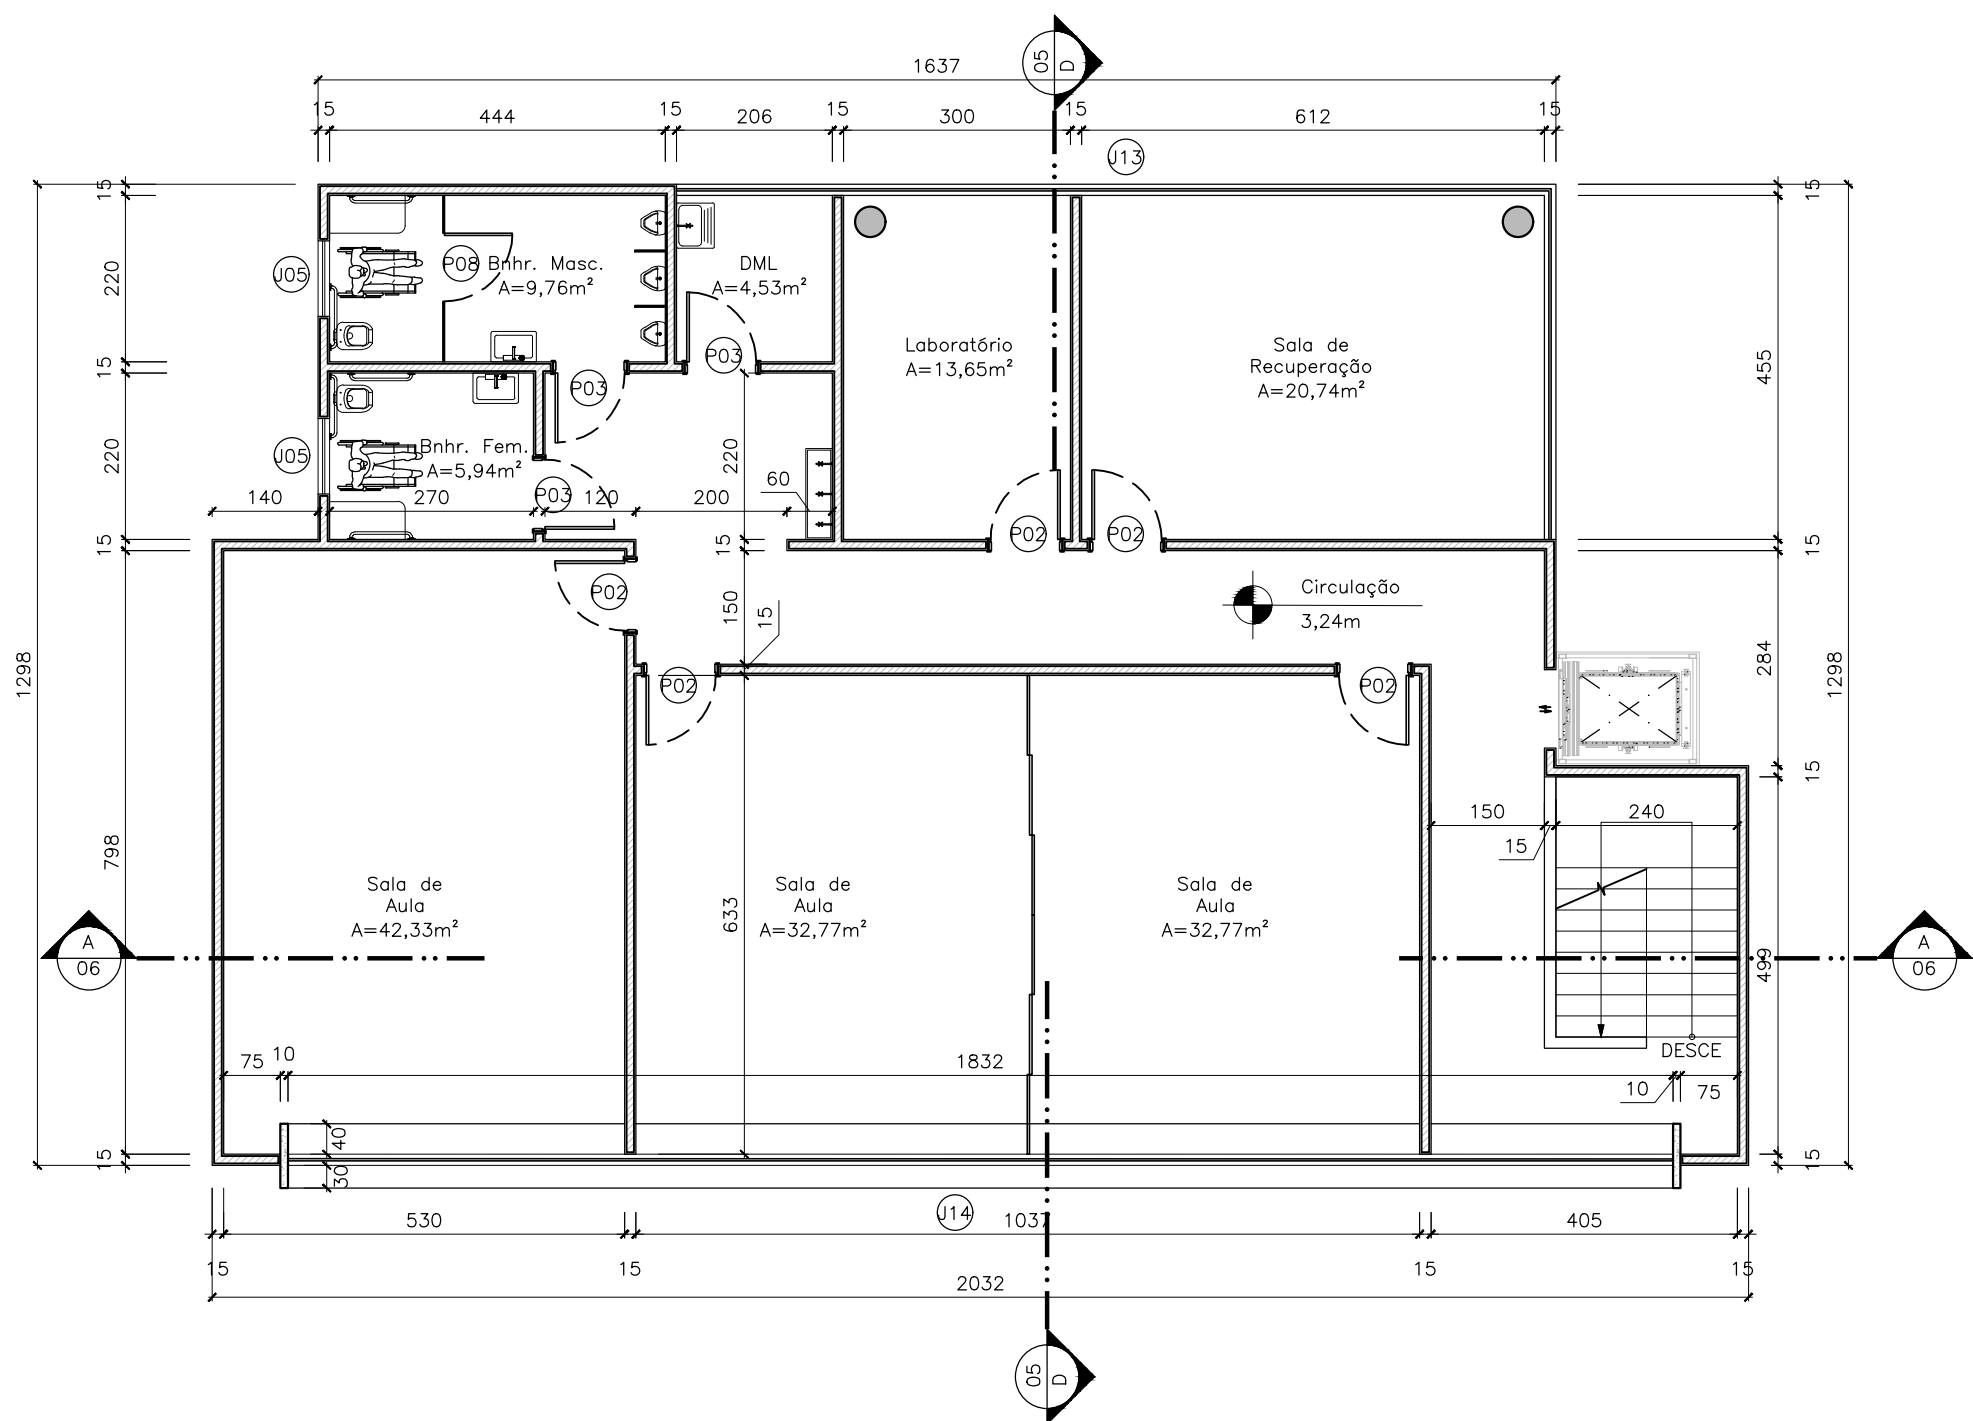 05
D
1637
15
444
15
206
15
300
15
612
15
J13
15
15
220
J05
P08
Bnhr. Masc.
A=9,76m²
DML
A=4,53m²
Laboratório
A=13,65m²
Sala de
Recuperação
A=20,74m²
455
15
P03
P03
220
J05
Bnhr. Fem.
A=5,94m²
P03
220
60
140
270
120
200
15
15
P02
P02
15
P02
150
15
Circulação
3,24m
1298
284
1298
P02
P02
15
798
150
240
15
Sala de
Aula
A=42,33m²
633
Sala de
Aula
A=32,77m²
Sala de
Aula
A=32,77m²
A
06
499
A
06
DESCE
75
10
1832
10
75
40
30
15
15
530
J14
1037
405
15
15
15
15
2032
05
D